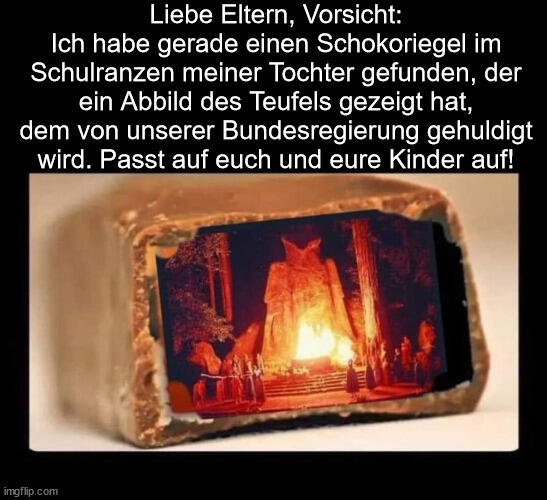 Liebe Eltern, Vorsicht:
Ich habe gerade einen Schokoriegel im
Schulranzen meiner Tochter gefunden, der
ein Abbild des Teufels gezeigt hat,
dem von unserer Bundesregierung gehuldigt
wird. Passt auf euch und eure Kinder auf!
imgflip.com